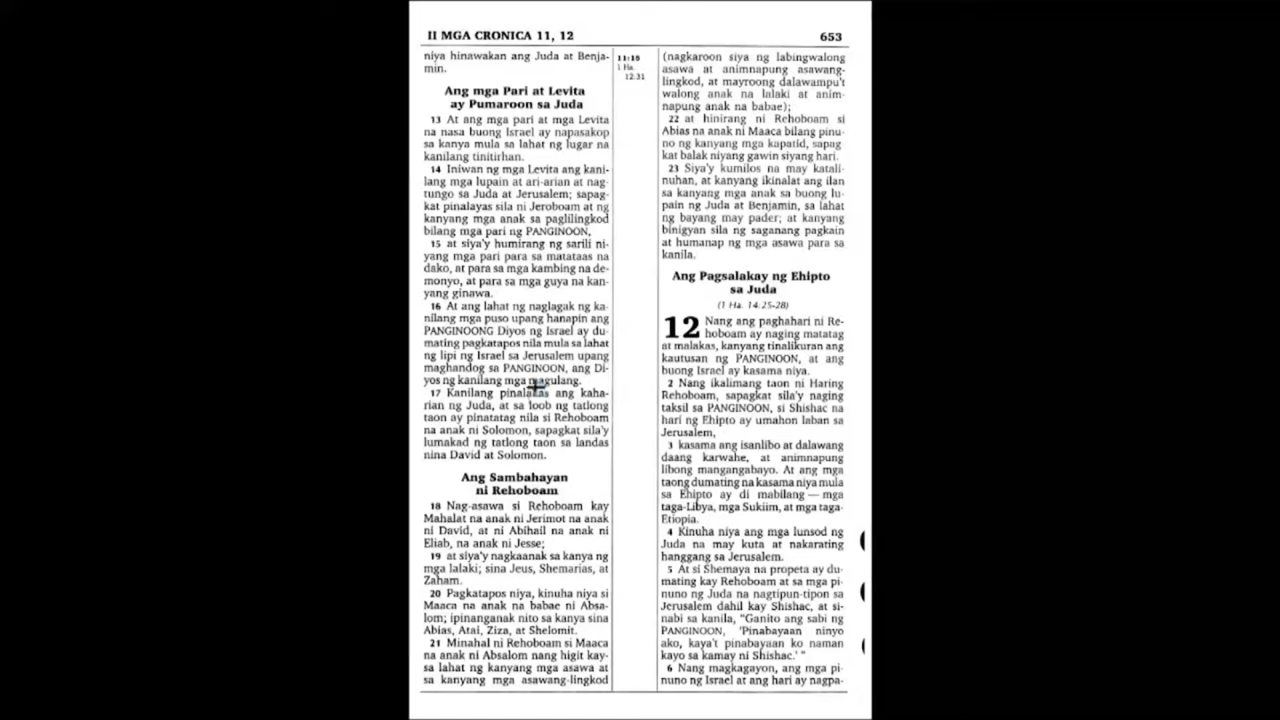 II MGA CRONICA 11, 12
653
niya hinawakan ang Juda at Benja-
min.
Ang mga Pari at Levita
ay Pumaroon sa Juda
13 At ang mga pari at mga Levita
na nasa buong Israel ay napasakop
sa kanya mula sa lahat ng lugar na
kanilang tinitirhan.
14 Iniwan ng mga Levita ang kani-
lang mga lupain at ari-arian at nag-
tungo sa Juda at Jerusalem; sapag-
kat pinalayas sila ni Jeroboam at ng
kanyang mga anak sa paglilingkod
bilang mga pari ng PANGINOON,
15 at siya'y humirang ng sarili ni-
yang mga pari para sa matataas na
dako, at para sa mga kambing na de-
monyo, at para sa mga guya na kan-
yang ginawa.
16 At ang lahat ng naglagak ng ka-
nilang mga puso upang hanapin ang
PANGINOONG Diyos ng Israel ay du-
mating pagkatapos nila mula sa lahat
ng lipi ng Israel sa Jerusalem upang
maghandog sa PANGINOON, ang Di-
yos ng kanilang mga magulang.
17 Kanilang pinalakas ang kaha-
rian ng Juda, at sa loob ng tatlong
taon ay pinatatag nila si Rehoboam
na anak ni Solomon, sapagkat sila'y
lumakad ng tatlong taon sa landas
nina David at Solomon.
Ang Sambahayan
ni Rehoboam
18 Nag-asawa si Rehoboam kay
Mahalat na anak ni Jerimot na anak
ni David, at ni Abihail na anak ni
Eliab, na anak ni Jesse;
19 at siya'y nagkaanak sa kanya ng
mga lalaki; sina Jeus, Shemarias, at
Zaham.
20 Pagkatapos niya, kinuha niya si
Maaca na anak na babae ni Absa-
lom; ipinanganak nito sa kanya sina
Abias, Atai, Ziza, at Shelomit.
21 Minahal ni Rehoboam si Maaca
na anak ni Absalom nang higit kay-
sa lahat ng kanyang mga asawa at
sa kanyang mga asawang-lingkod
11:15
1 Ha.
12:31
(nagkaroon siya ng labingwalong
asawa at animnapung asawang-
lingkod, at mayroong dalawampu't
walong anak na lalaki at anim-
napung anak na babae);
22 at hinirang ni Rehoboam si
Abias na anak ni Maaca bilang pinu-
no ng kanyang mga kapatid, sapag
kat balak niyang gawin siyang hari.
23 Siya'y kumilos na may katali-
nuhan, at kanyang ikinalat ang ilan
sa kanyang mga anak sa buong lu-
pain ng Juda at Benjamin, sa lahat
ng bayang may pader; at kanyang
binigyan sila ng saganang pagkain
at humanap ng mga asawa para sa
kanila.
Ang Pagsalakay ng Ehipto
sa Juda
(1 Ha. 14:25-28)
12 Nang ang paghahari ni Re-
hoboam ay naging matatag
at malakas, kanyang tinalikuran ang
kautusan ng PANGINOON, at ang
buong Israel ay kasama niya.
2 Nang ikalimang taon ni Haring
Rehoboam, sapagkat sila'y naging
taksil sa PANGINOON, si Shishac na
hari ng Ehipto ay umahon laban sa
Jerusalem,
3 kasama ang isanlibo at dalawang
daang karwahe, at animnapung
libong mangangabayo. At ang mga
taong dumating na kasama niya mula
sa Ehipto ay di mabilang — mga
taga-Libya, mga Sukiim, at mga taga-
Etiopia.
4 Kinuha niya ang mga lunsod ng
Juda na may kuta at nakarating
hanggang sa Jerusalem.
5 At si Shemaya na propeta ay du-
mating kay Rehoboam at sa mga pi-
nuno ng Juda na nagtipun-tipon sa
Jerusalem dahil kay Shishac, at si-
nabi sa kanila, "Ganito ang sabi ng
PANGINOON, 'Pinabayaan ninyo
ako, kaya't pinabayaan ko naman
kayo sa kamay ni Shishac.' "
6 Nang magkagayon, ang mga pi-
nuno ng Israel at ang hari ay nagpa-